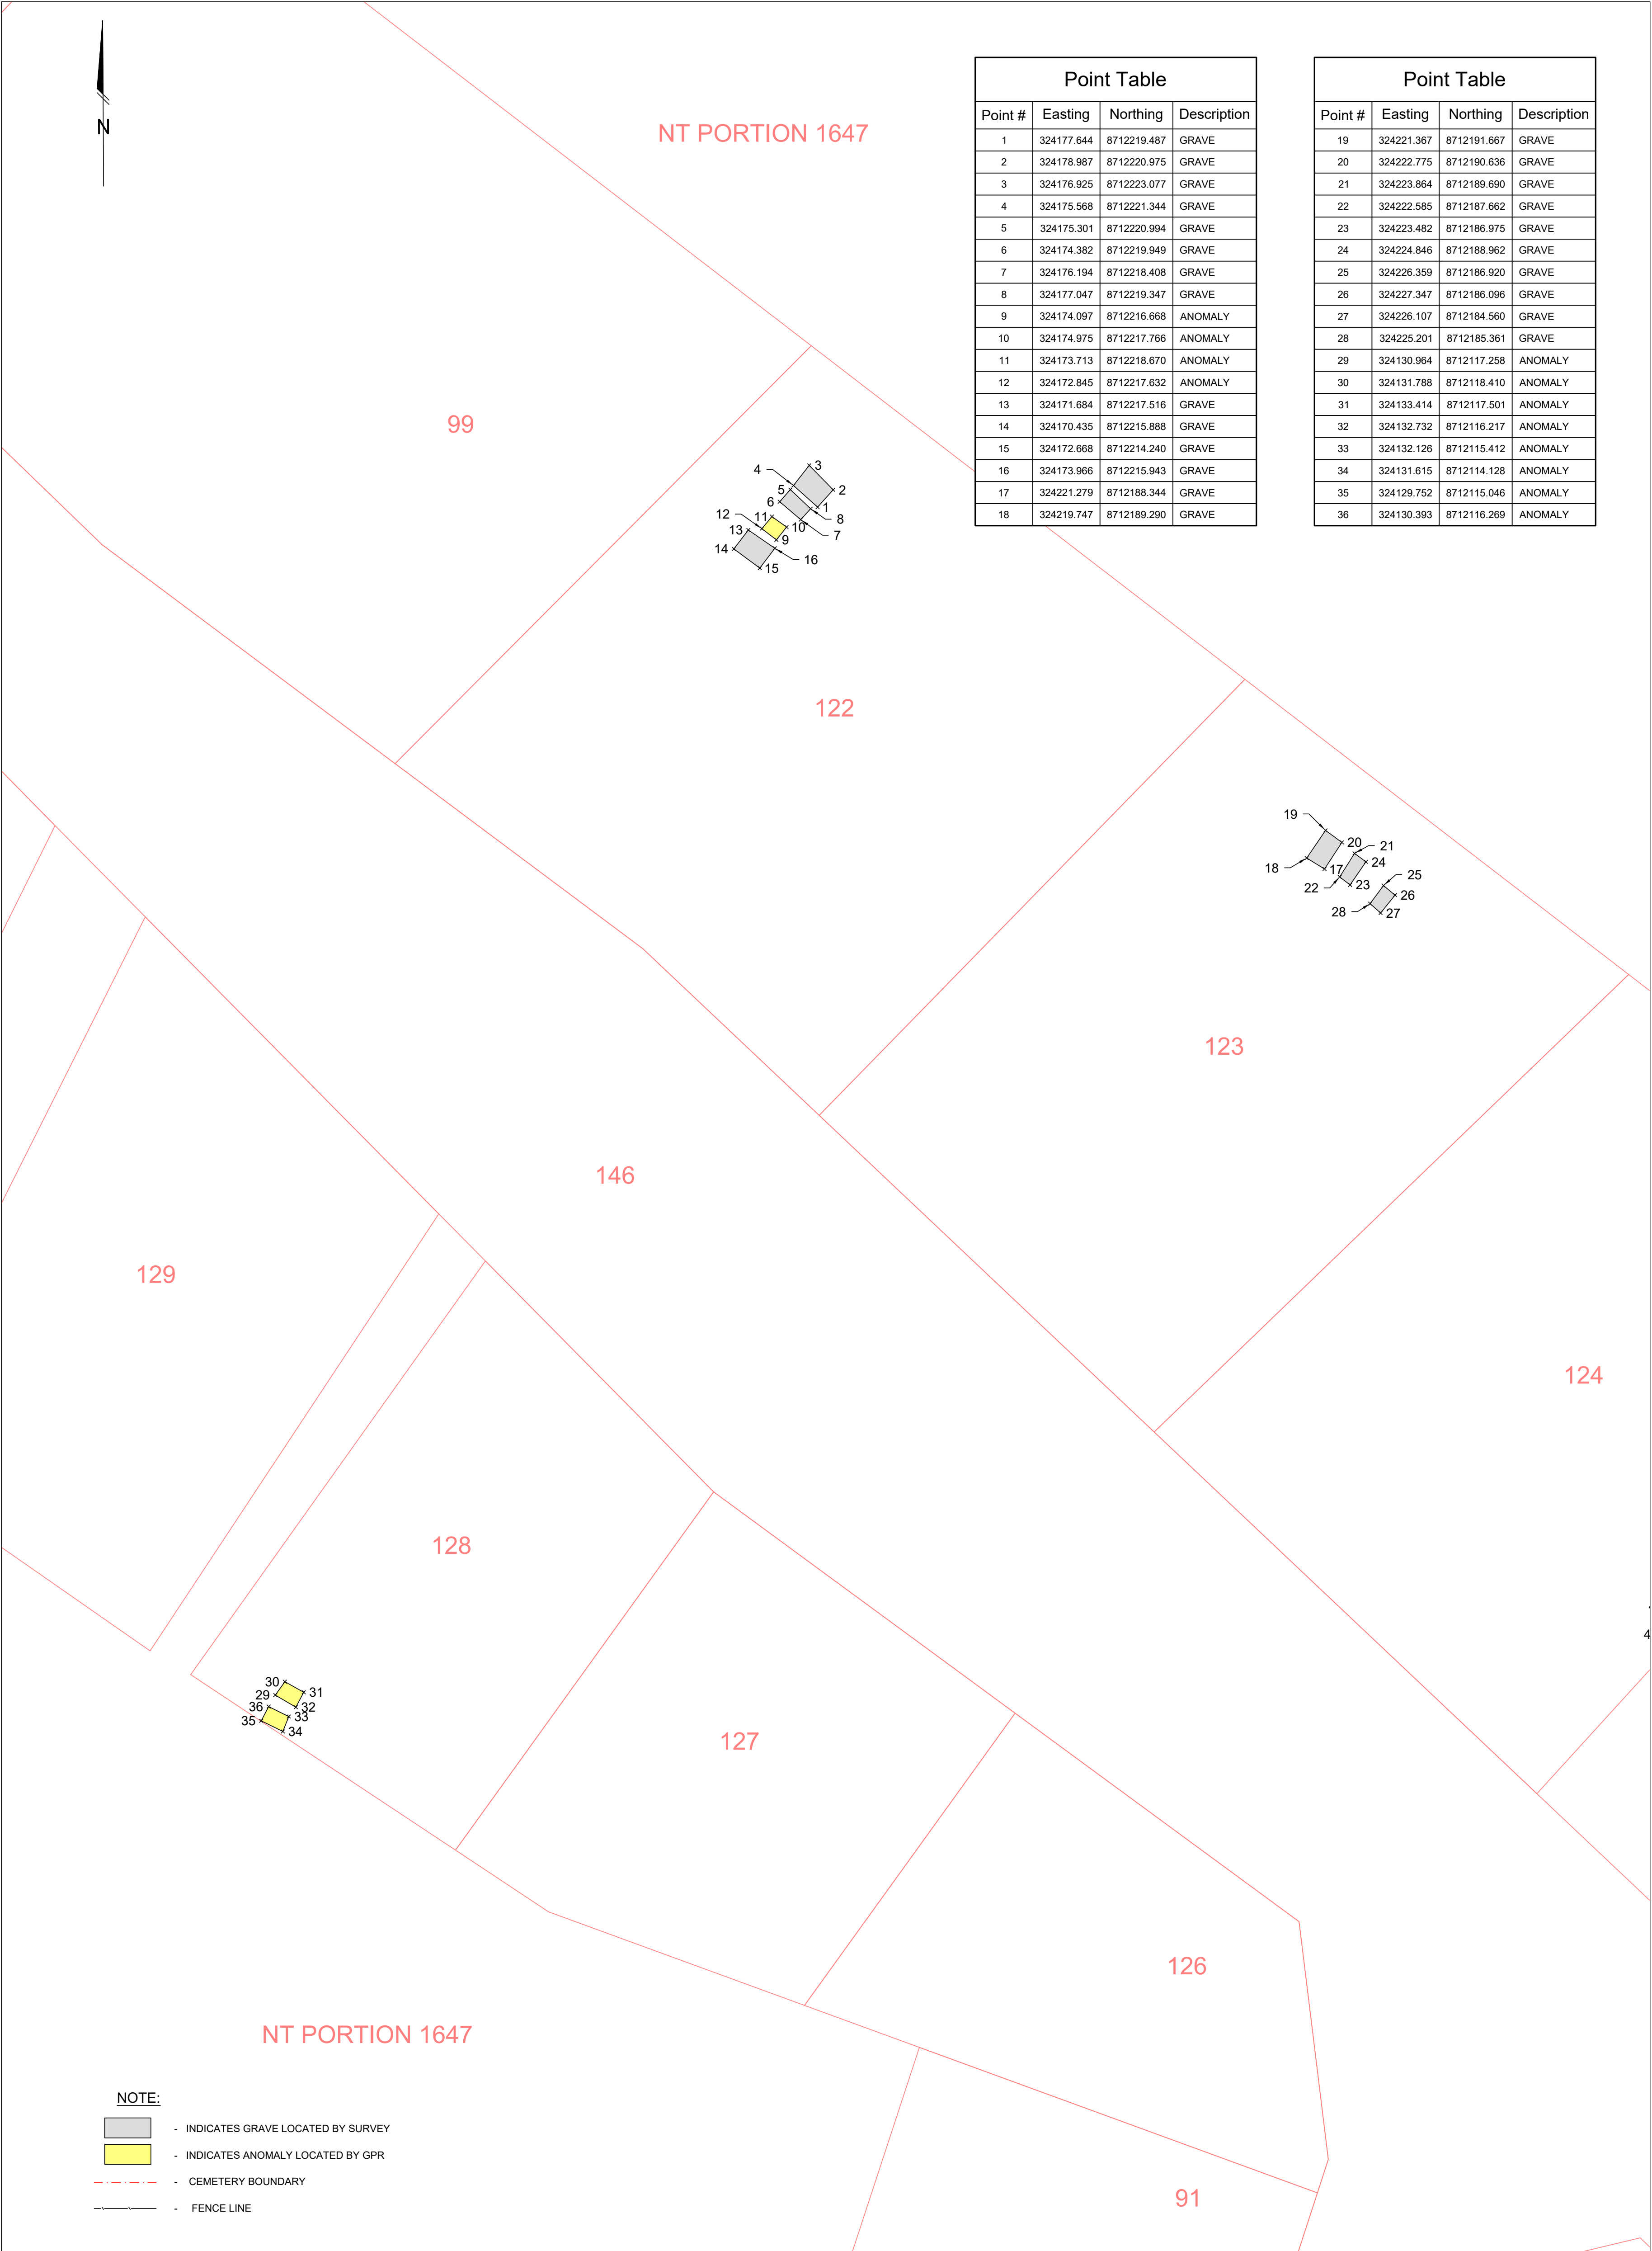 N
NT PORTION 1647
Point Table
Point # Easting Northing Description
1 324177.644 8712219.487 GRAVE
2 324178.987 8712220.975 GRAVE
3 324176.925 8712223.077 GRAVE
4 324175.568 8712221.344 GRAVE
5 324175.301 8712220.994 GRAVE
6 324174.382 8712219.949 GRAVE
7 324176.194 8712218.408 GRAVE
8 324177.047 8712219.347 GRAVE
9 324174.097 8712216.668 ANOMALY
10 324174.975 8712217.766 ANOMALY
11 324173.713 8712218.670 ANOMALY
12 324172.845 8712217.632 ANOMALY
13 324171.684 8712217.516 GRAVE
14 324170.435 8712215.888 GRAVE
15 324172.668 8712214.240 GRAVE
16 324173.966 8712215.943 GRAVE
17 324221.279 8712188.344 GRAVE
18 324219.747 8712189.290 GRAVE
Point Table
Point # Easting Northing Description
19 324221.367 8712191.667 GRAVE
20 324222.775 8712190.636 GRAVE
21 324223.864 8712189.690 GRAVE
22 324222.585 8712187.662 GRAVE
23 324223.482 8712186.975 GRAVE
24 324224.846 8712188.962 GRAVE
25 324226.359 8712186.920 GRAVE
26 324227.347 8712186.096 GRAVE
27 324226.107 8712184.560 GRAVE
28 324225.201 8712185.361 GRAVE
29 324130.964 8712117.258 ANOMALY
30 324131.788 8712118.410 ANOMALY
31 324133.414 8712117.501 ANOMALY
32 324132.732 8712116.217 ANOMALY
33 324132.126 8712115.412 ANOMALY
34 324131.615 8712114.128 ANOMALY
35 324129.752 8712115.046 ANOMALY
36 324130.393 8712116.269 ANOMALY
99
4 3
5 2
6 1
12 11 8
13 10 7
14 9
16
15
122
19
20 21
18 17 24
22 23 25
26
28 27
123
146
129
124
128
4
30
29 31
36 32
35 33
34
127
126
NT PORTION 1647
91
NOTE:
- INDICATES GRAVE LOCATED BY SURVEY
- INDICATES ANOMALY LOCATED BY GPR
- CEMETERY BOUNDARY
- FENCE LINE